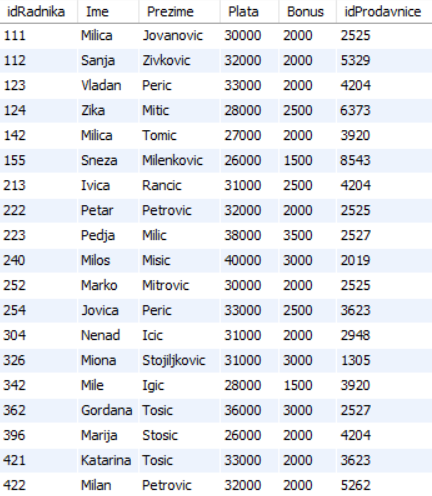 idRadnika Ime Prezime Plata Bonus idProdavnice
111 Milica Jovanovic 30000 2000 2525
112 Sanja Zivkovic 32000 2000 5329
123 Vladan Peric 33000 2000 4204
124 Zika Mitic 28000 2500 6373
142 Milica Tomic 27000 2000 3920
155 Sneza Milenkovic 26000 1500 8543
213 Ivica Rancic 31000 2500 4204
222 Petar Petrovic 32000 2000 2525
223 Pedja Milic 38000 3500 2527
240 Milos Misic 40000 3000 2019
252 Marko Mitrovic 30000 2000 2525
254 Jovica Peric 33000 2500 3623
304 Nenad Icic 31000 2000 2948
326 Miona Stojiljkovic 31000 3000 1305
342 Mile Igic 28000 1500 3920
362 Gordana Tosic 36000 3000 2527
396 Marija Stosic 26000 2000 4204
421 Katarina Tosic 33000 2000 3623
422 Milan Petrovic 32000 2000 5262